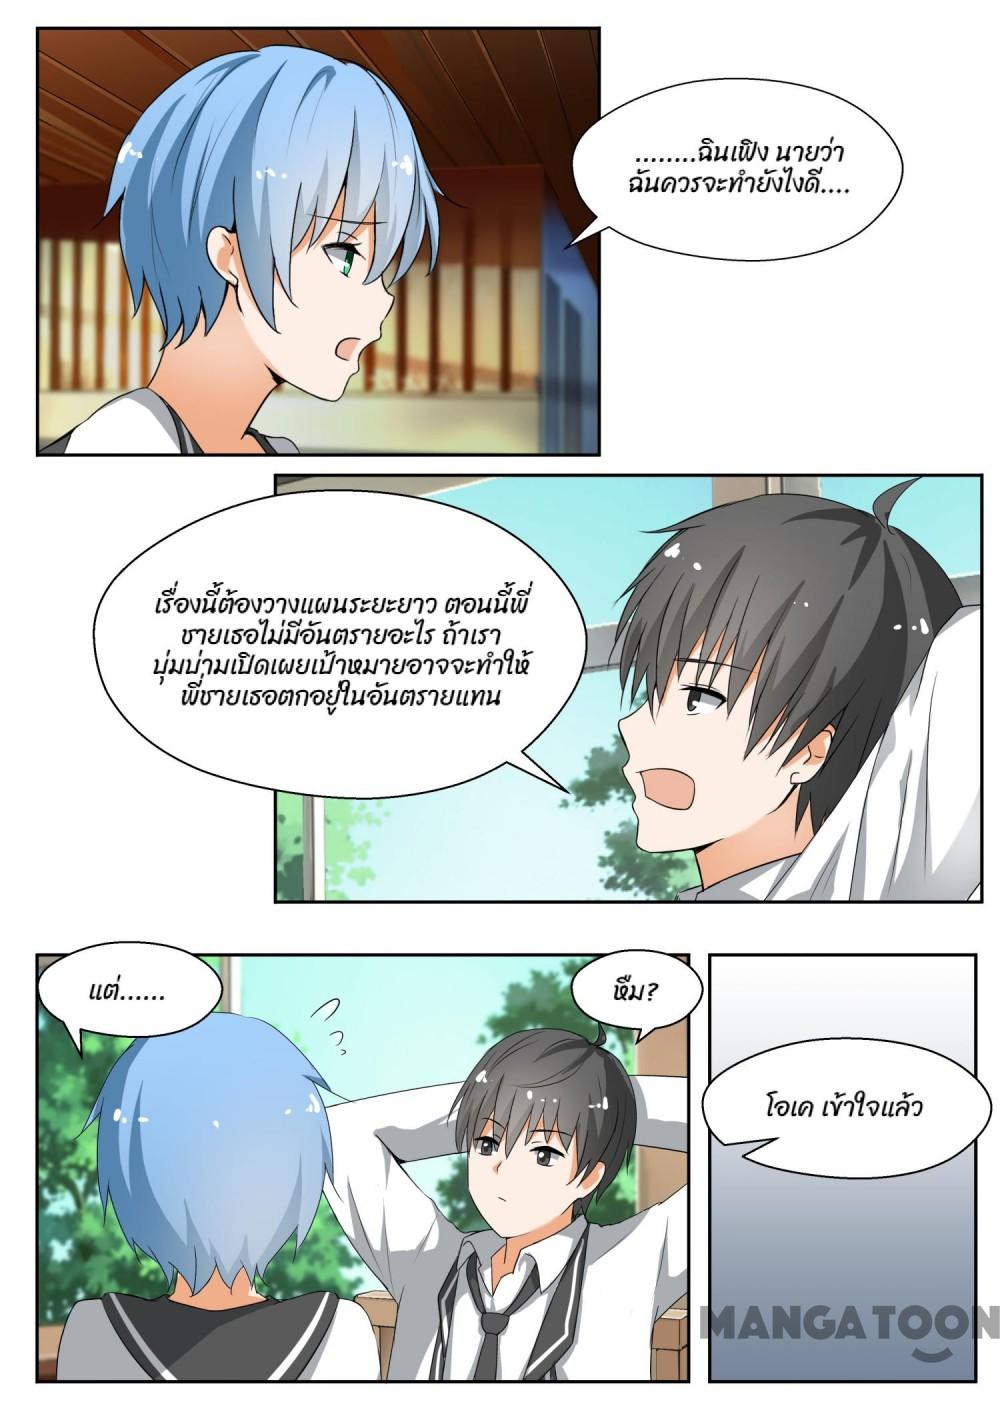 ........ฉินเฟิง นายว่า
ฉันควรจะทำยังไงดี....
เรื่องนี้ต้องวางแผนระยะยาว ตอนนี้พี่
ชายเธอไม่มีอันตรายอะไร ถ้าเรา
บุ่มบ่ามเปิดเผยเป้าหมายอาจจะทำให้
พี่ชายเธอตกอยู่ในอันตรายแทน
แต่......
หืม?
โอเค เข้าใจแล้ว
MANGATOON